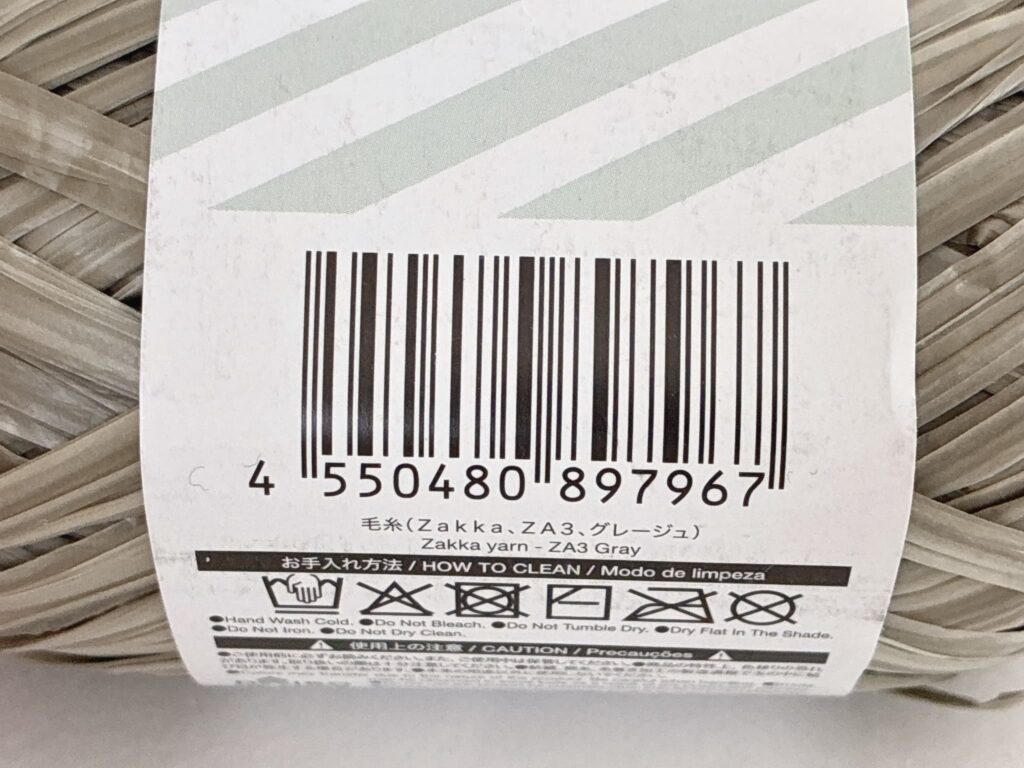 4 550480 897967
毛糸(Zakka、ZA3、グレージュ)
Zakka yarn - ZA3 Gray
お手入れ方法 / HOW TO CLEAN / Modo de limpeza
●Hand Wash Cold. ●Do Not Bleach. ●Do Not Tumble Dry. ●Dry Flat In The Shade.
●Do Not Iron. ●Do Not Dry Clean.
使用上の注意 / CAUTION / Precauções